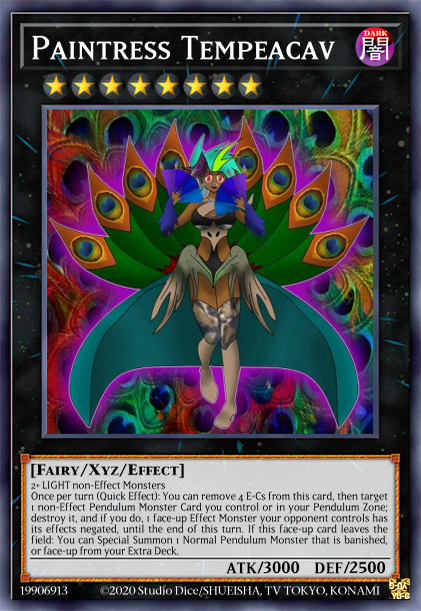 PAINTRESS TEMPEACAV
DARK
闇
[FAIRY/XYZ/EFFECT]
2+ LIGHT non-Effect Monsters
Once per turn (Quick Effect): You can remove 4 E-Cs from this card, then target
1 non-Effect Pendulum Monster Card you control or in your Pendulum Zone;
destroy it, and if you do, 1 face-up Effect Monster your opponent controls has
its effects negated, until the end of this turn. If this face-up card leaves the
field: You can Special Summon 1 Normal Pendulum Monster that is banished,
or face-up from your Extra Deck.
ATK/3000 DEF/2500
19906913 ©2020 Studio Dice/SHUEISHA, TV TOKYO, KONAMI